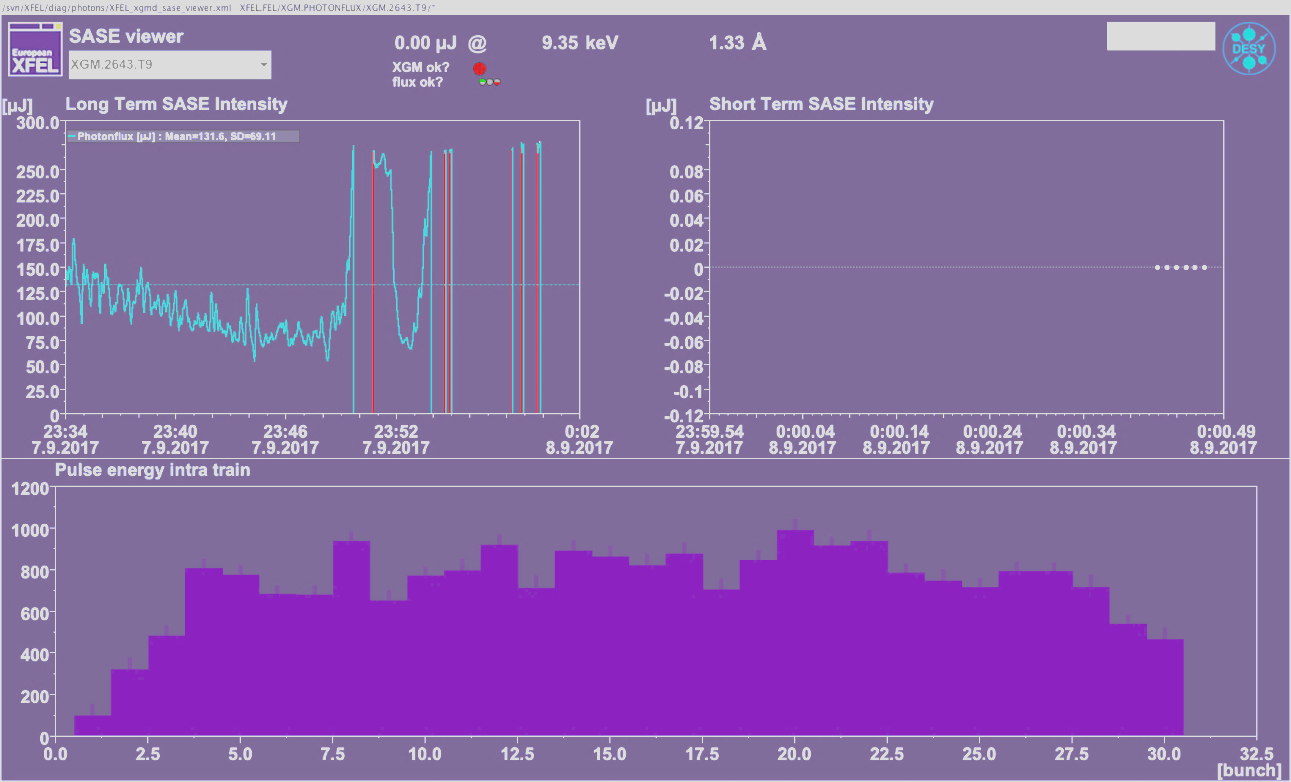 /svn/XFEL/diag/photons/XFEL_xgmd_sase_viewer.xml XFEL.FEL/XGM.PHOTONFLUX/XGM.2643.T9/~
European
XFEL
SASE viewer
XGM.2643.T9
0.00 µJ @ 9.35 keV 1.33 Å
XGM ok?
flux ok?
DESY
[µJ] Long Term SASE Intensity
300.0
Photonflux [µJ] : Mean=131.6, SD=69.11
250.0
225.0
200.0
175.0
150.0
125.0
100.0
75.0
50.0
25.0
0
23:34 23:40 23:46 23:52 0:02
7.9.2017 7.9.2017 7.9.2017 7.9.2017 8.9.2017
[µJ] Short Term SASE Intensity
0.12
0.08
0.06
0.04
0.02
0
-0.02
-0.04
-0.06
-0.08
-0.1
-0.12
23:59.54 0:00.04 0:00.14 0:00.24 0:00.34 0:00.49
7.9.2017 8.9.2017 8.9.2017 8.9.2017 8.9.2017 8.9.2017
Pulse energy intra train
1200
1000
800
600
400
200
0
0.0 2.5 5.0 7.5 10.0 12.5 15.0 17.5 20.0 22.5 25.0 27.5 30.0 32.5
[bunch]